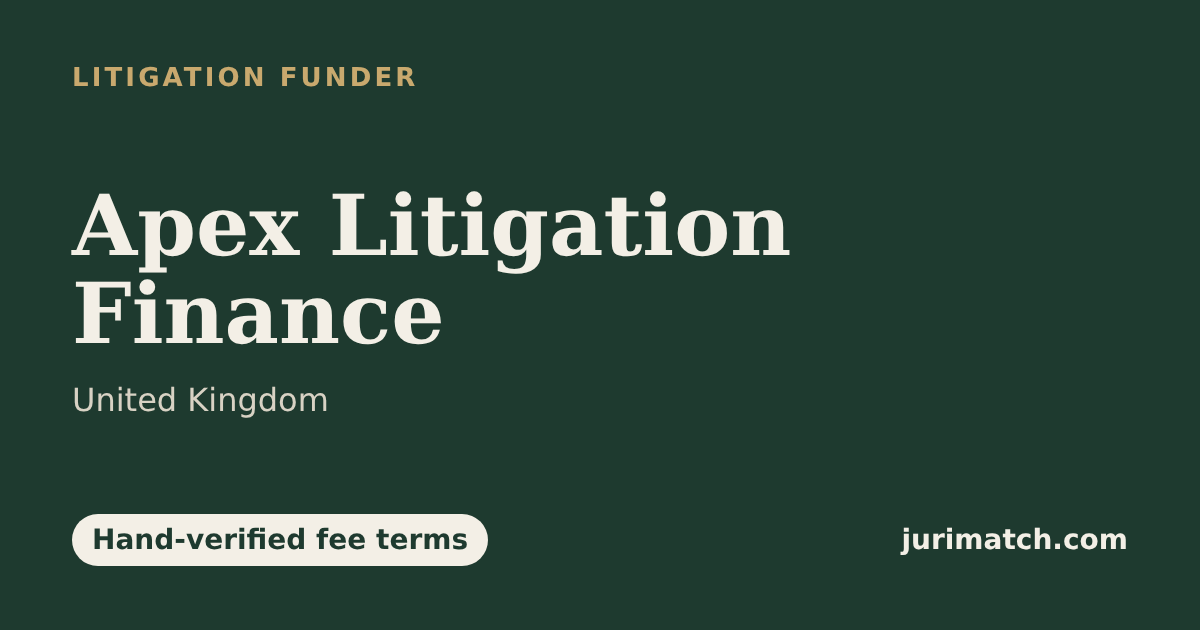 LITIGATION FUNDER
Apex Litigation
Finance
United Kingdom
Hand-verified fee terms
jurimatch.com